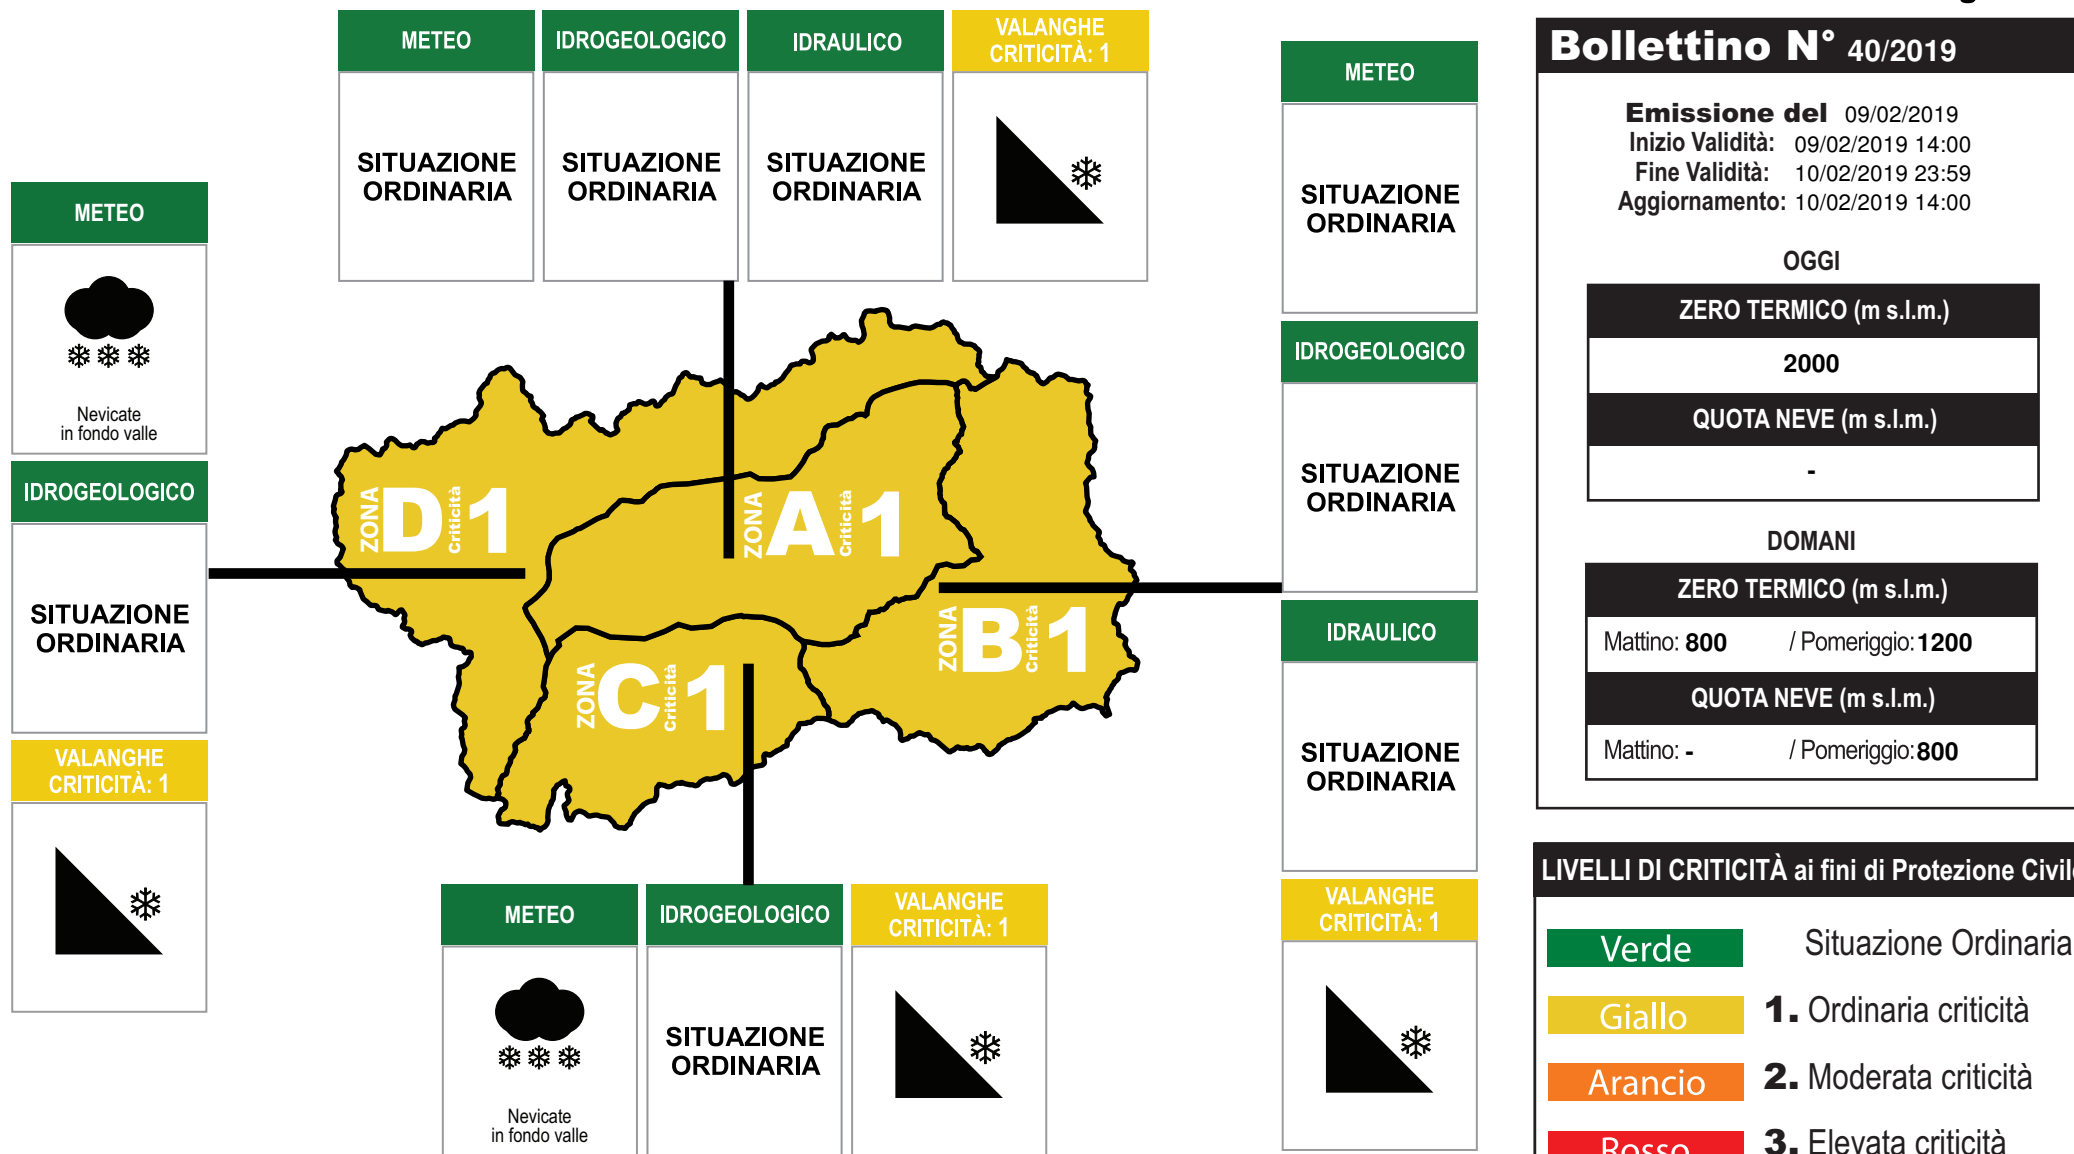 METEO
SITUAZIONE
ORDINARIA
IDROGEOLOGICO
SITUAZIONE
ORDINARIA
IDRAULICO
SITUAZIONE
ORDINARIA
VALANGHE
CRITICITÀ: 1
METEO
Nevicate
in fondo valle
IDROGEOLOGICO
SITUAZIONE
ORDINARIA
VALANGHE
CRITICITÀ: 1
ZONA D Criticità 1
ZONA A Criticità 1
ZONA B Criticità 1
ZONA C Criticità 1
METEO
Nevicate
in fondo valle
IDROGEOLOGICO
SITUAZIONE
ORDINARIA
VALANGHE
CRITICITÀ: 1
METEO
SITUAZIONE
ORDINARIA
IDROGEOLOGICO
SITUAZIONE
ORDINARIA
IDRAULICO
SITUAZIONE
ORDINARIA
VALANGHE
CRITICITÀ: 1
Bollettino N° 40/2019
Emissione del 09/02/2019
Inizio Validità: 09/02/2019 14:00
Fine Validità: 10/02/2019 23:59
Aggiornamento: 10/02/2019 14:00
OGGI
ZERO TERMICO (m s.l.m.)
2000
QUOTA NEVE (m s.l.m.)
-
DOMANI
ZERO TERMICO (m s.l.m.)
Mattino: 800 / Pomeriggio: 1200
QUOTA NEVE (m s.l.m.)
Mattino: - / Pomeriggio: 800
LIVELLI DI CRITICITÀ ai fini di Protezione Civile
Verde Situazione Ordinaria
Giallo 1. Ordinaria criticità
Arancio 2. Moderata criticità
Rosso 3. Elevata criticità